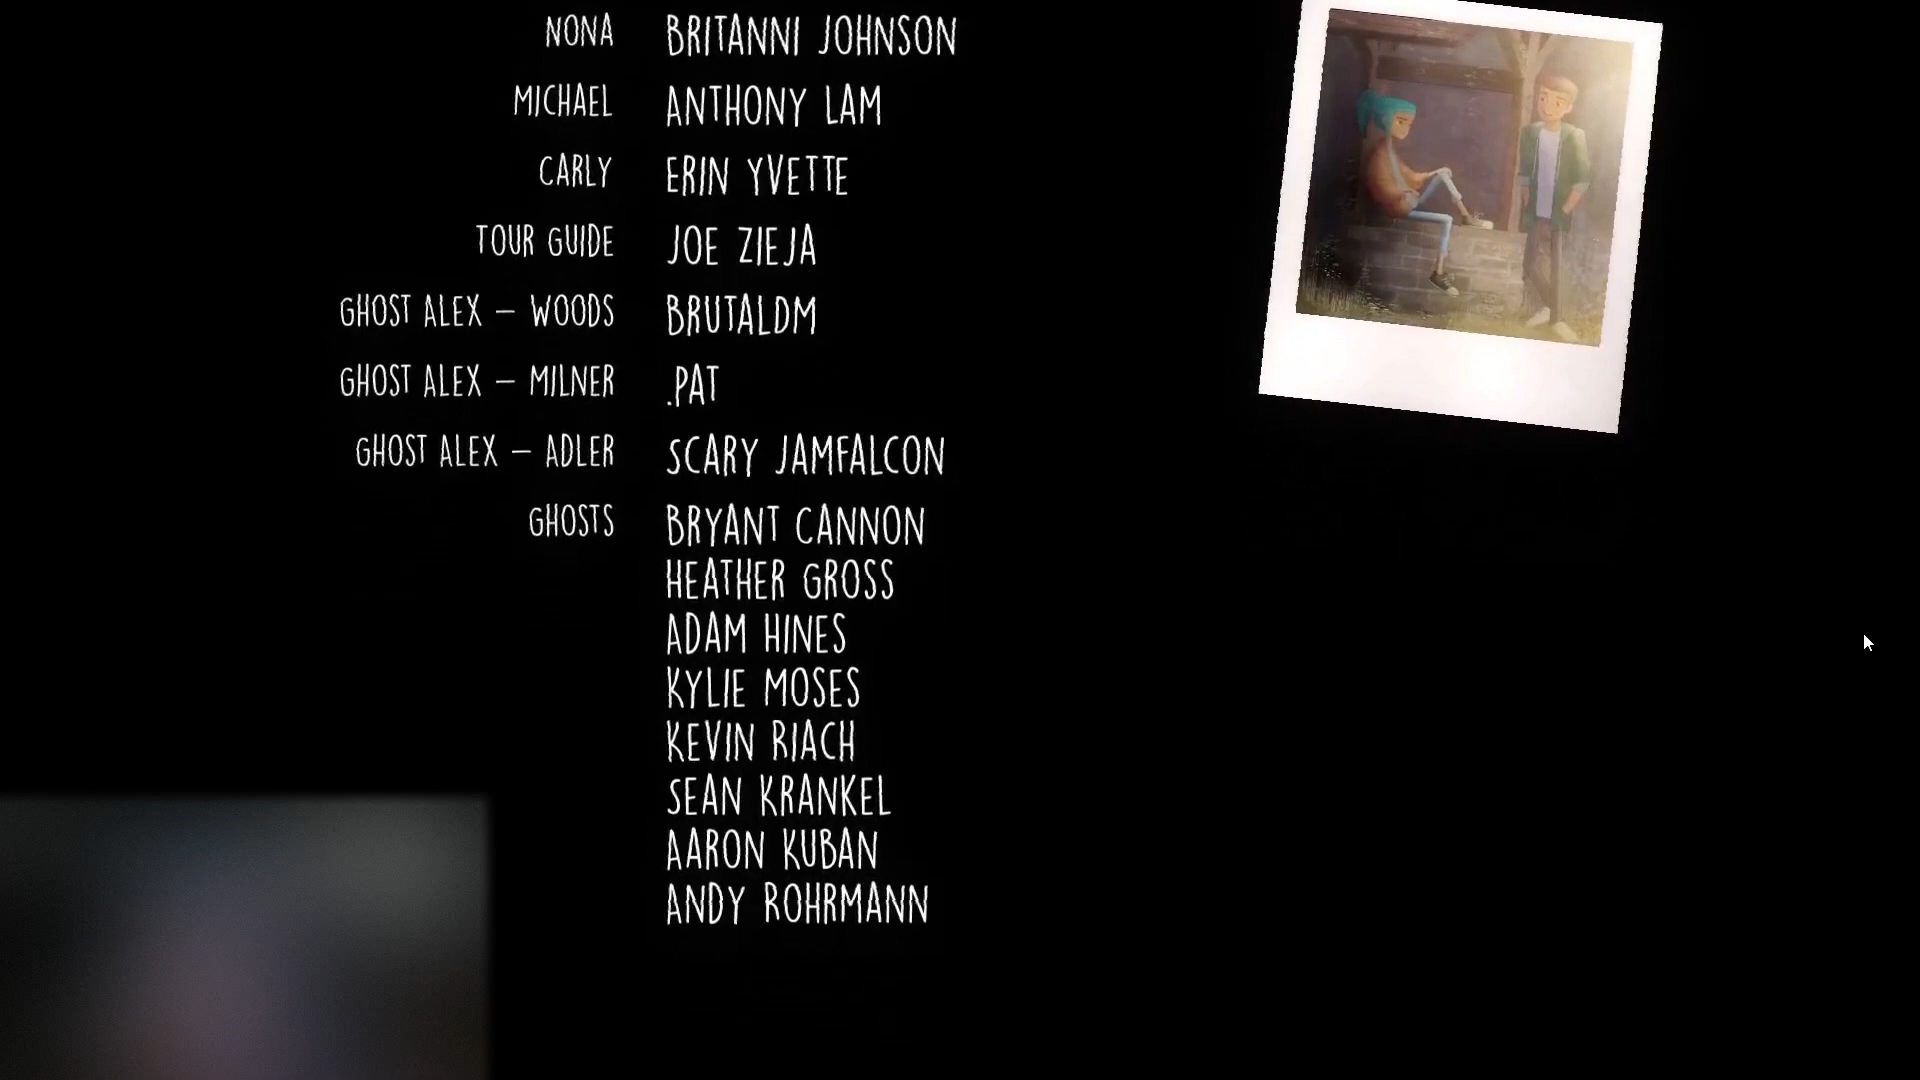 NONA BRITANNI JOHNSON
MICHAEL ANTHONY LAM
CARLY ERIN YVETTE
TOUR GUIDE JOE ZIEJA
GHOST ALEX – WOODS BRUTALDM
GHOST ALEX – MILNER .PAT
GHOST ALEX – ADLER SCARY JAMFALCON
GHOSTS BRYANT CANNON
HEATHER GROSS
ADAM HINES
KYLIE MOSES
KEVIN RIACH
SEAN KRANKEL
AARON KUBAN
ANDY ROHRMANN